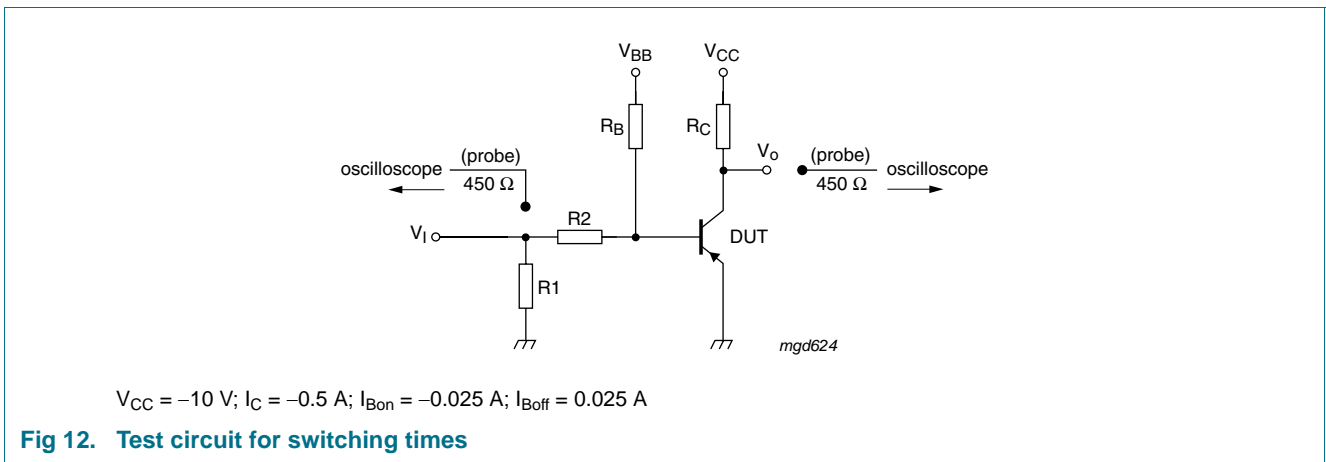 VBB
VCC
RB
RC
Vo
oscilloscope
(probe)
450 Ω
(probe)
450 Ω
oscilloscope
R2
VI
DUT
R1
mgd624
VCC = −10 V; IC = −0.5 A; IBon = −0.025 A; IBoff = 0.025 A
Fig 12. Test circuit for switching times